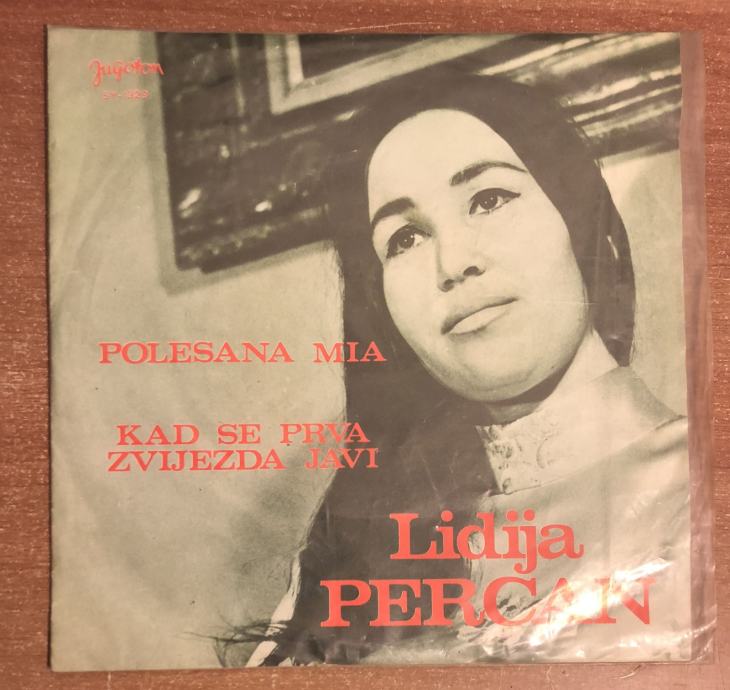 Jugoton
POLESANA MIA
KAD SE PRVA
ZVIJEZDA JAVI
Lidija
PERCAN